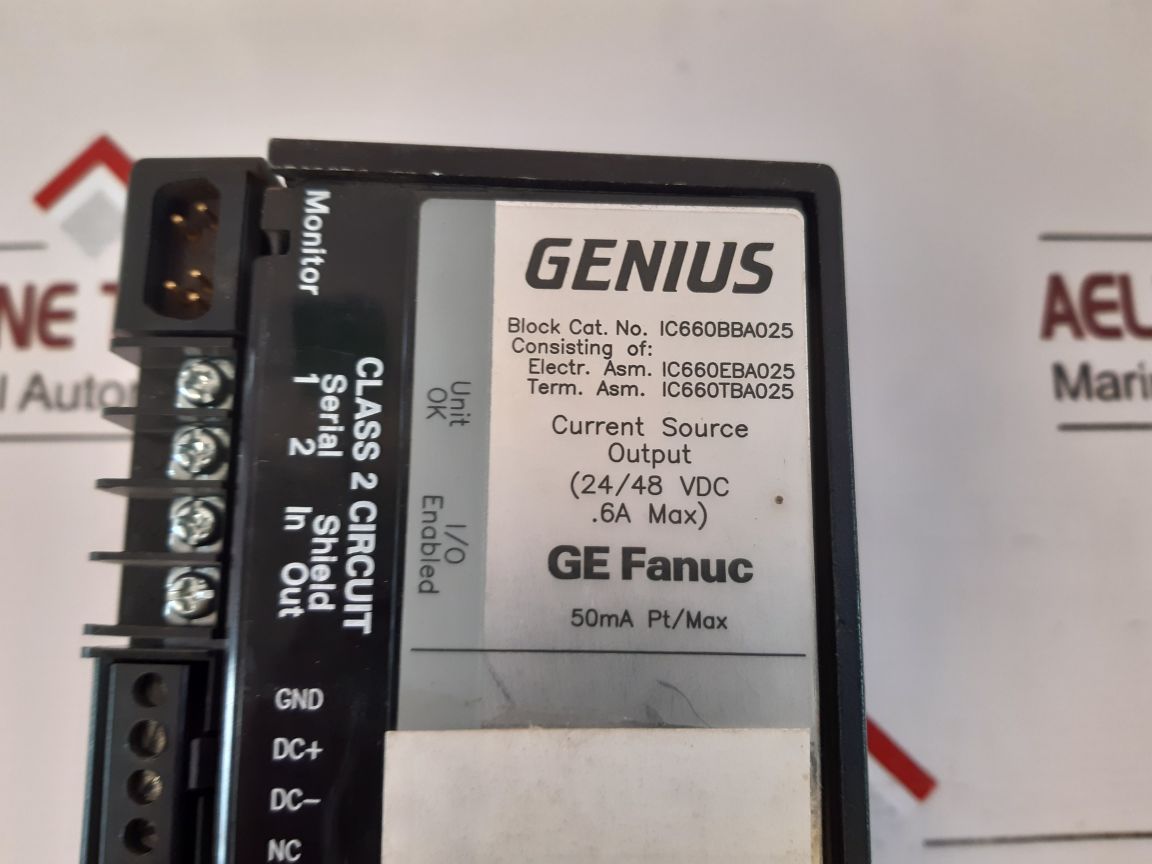 Monitor
CLASS 2 CIRCUIT
Serial
1 2
Shield
In Out
GND
DC+
DC-
NC
Unit
OK
I/O
Enabled
GENIUS
Block Cat. No. IC660BBA025
Consisting of:
Electr. Asm. IC660EBA025
Term. Asm. IC660TBA025
Current Source
Output
(24/48 VDC
.6A Max)
GE Fanuc
50mA Pt/Max